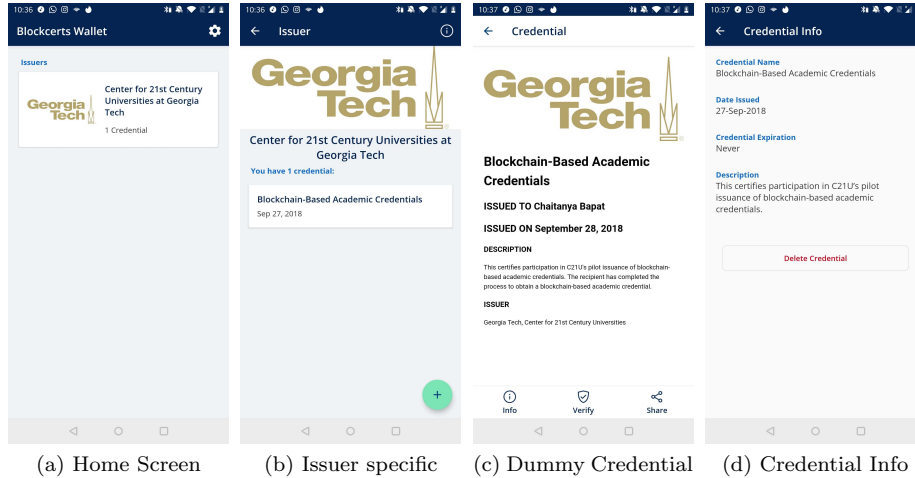 10:36
Blockcerts Wallet
Issuers
Georgia
Tech
Center for 21st Century
Universities at Georgia
Tech
1 Credential
(a) Home Screen
10:36
Issuer
Georgia
Tech
Center for 21st Century Universities at
Georgia Tech
You have 1 credential:
Blockchain-Based Academic Credentials
Sep 27, 2018
+
(b) Issuer specific
10:37
Credential
Georgia
Tech
Blockchain-Based Academic
Credentials
ISSUED TO Chaitanya Bapat
ISSUED ON September 28, 2018
DESCRIPTION
This certifies participation in C21U's pilot issuance of blockchain-
based academic credentials. The recipient has completed the
process to obtain a blockchain-based academic credential.
ISSUER
Georgia Tech, Center for 21st Century Universities
Info Verify Share
(c) Dummy Credential
10:37
Credential Info
Credential Name
Blockchain-Based Academic Credentials
Date Issued
27-Sep-2018
Credential Expiration
Never
Description
This certifies participation in C21U's pilot
issuance of blockchain-based academic
credentials.
Delete Credential
(d) Credential Info